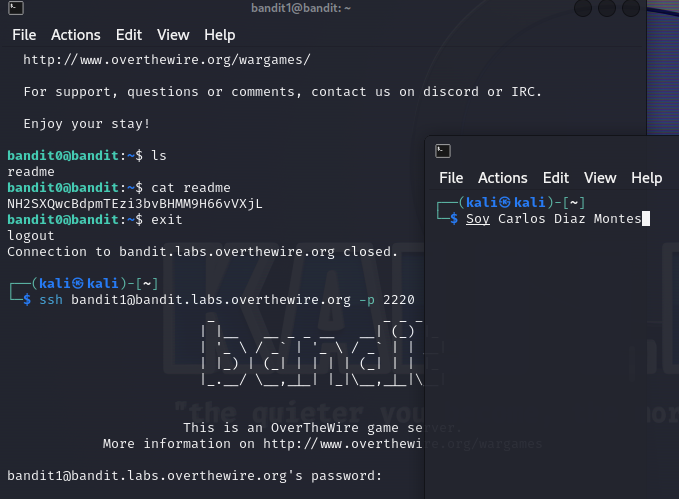 bandit1@bandit: ~
File Actions Edit View Help
http://www.overthewire.org/wargames/
For support, questions or comments, contact us on discord or IRC.
Enjoy your stay!
bandit0@bandit:~$ ls
readme
bandit0@bandit:~$ cat readme
NH2SXQwcBdpmTEzi3bvBHMM9H66vVXjL
bandit0@bandit:~$ exit
logout
Connection to bandit.labs.overthewire.org closed.
(kali㉿kali)-[~]
$ ssh bandit1@bandit.labs.overthewire.org -p 2220
This is an OverTheWire game server.
More information on http://www.overthewire.org/wargames
bandit1@bandit.labs.overthewire.org's password:
File Actions Edit View Help
(kali㉿kali)-[~]
$ Soy Carlos Diaz Montes
"the quieter you